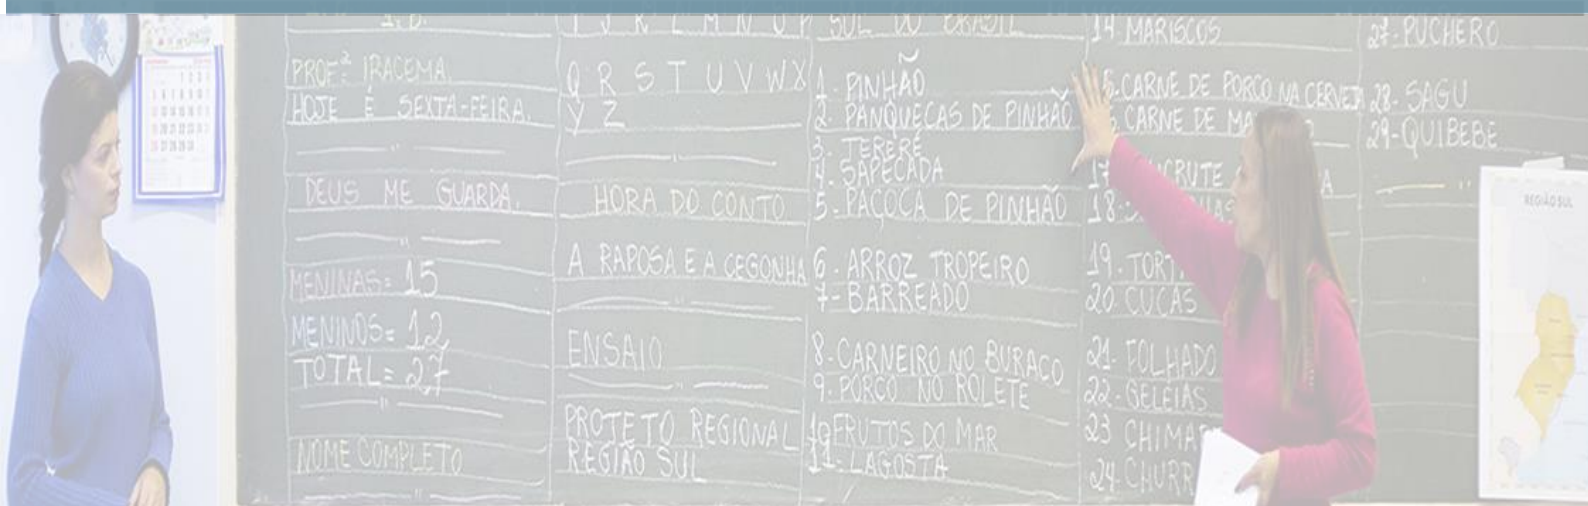 PROFª IRACEMA.
HOJE É SEXTA-FEIRA.
DEUS ME GUARDA.
MENINAS= 15
MENINOS= 12
TOTAL= 27
NOME COMPLETO
I J K L M N O P
Q R S T U V W X
Y Z
HORA DO CONTO
A RAPOSA E A CEGONHA
ENSAIO
PROJETO REGIONAL
REGIÃO SUL
SUL DO BRASIL
1- PINHÃO
2- PANQUECAS DE PINHÃO
3- TERERÉ
4- SAPECADA
5- PAÇOCA DE PINHÃO
6- ARROZ TROPEIRO
7- BARREADO
8- CARNEIRO NO BURACO
9- PORCO NO ROLETE
10- FRUTOS DO MAR
11- LAGOSTA
14 MARISCOS
5- CARNE DE PORCO NA CERVEJA
CARNE DE
17
18-
19- TORT
20 CUCAS
21- FOLHADO
22- GELEIAS
23 CHIMA
24- CHURR
27- PUCHERO
28- SAGU
29- QUIBEBE
REGIÃO SUL